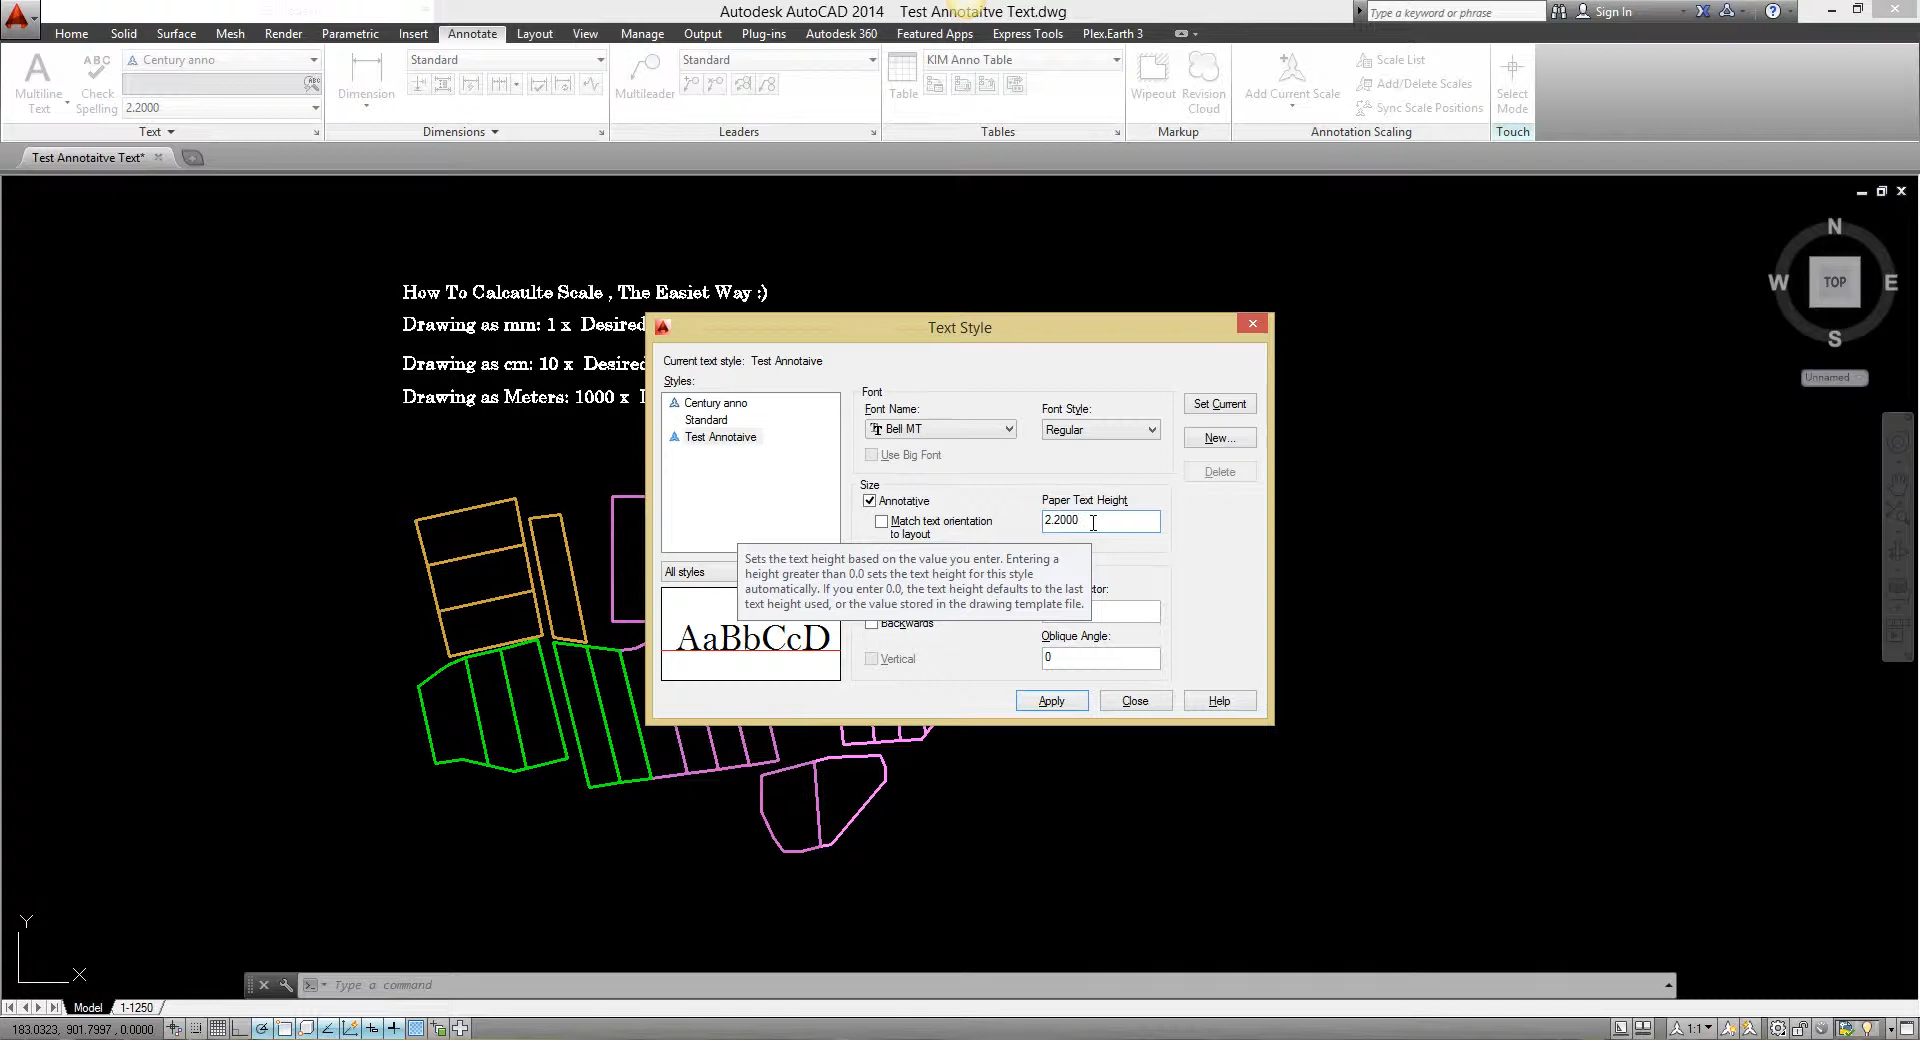 Autodesk AutoCAD 2014 Test Annotaitve Text.dwg
Type a keyword or phrase
Sign In
Home Solid Surface Mesh Render Parametric Insert Annotate Layout View Manage Output Plug-ins Autodesk 360 Featured Apps Express Tools Plex.Earth 3
Century anno
Standard
Standard
KIM Anno Table
Scale List
Multiline Text
ABC
Check Spelling
2.2000
Dimension
Multileader
Table
Wipeout
Revision Cloud
Add Current Scale
Add/Delete Scales
Sync Scale Positions
Select Mode
Text Dimensions Leaders Tables Markup Annotation Scaling Touch
Test Annotaitve Text*
N
W TOP E
S
Unnamed
How To Calcaulte Scale , The Easiet Way :)
Drawing as mm: 1 x Desired
Drawing as cm: 10 x Desired
Drawing as Meters: 1000 x
Text Style
Current text style: Test Annotaive
Styles:
Century anno
Standard
Test Annotaive
All styles
AaBbCcD
Font
Font Name:
Bell MT
Font Style:
Regular
Use Big Font
Size
Annotative
Match text orientation
to layout
Paper Text Height
2.2000
Sets the text height based on the value you enter. Entering a
height greater than 0.0 sets the text height for this style
automatically. If you enter 0.0, the text height defaults to the last
text height used, or the value stored in the drawing template file.
Backwards
Vertical
Oblique Angle:
0
Set Current
New...
Delete
Apply Close Help
Y
X
Type a command
Model 1-1250
183.0323, 901.7997 , 0.0000
1:1